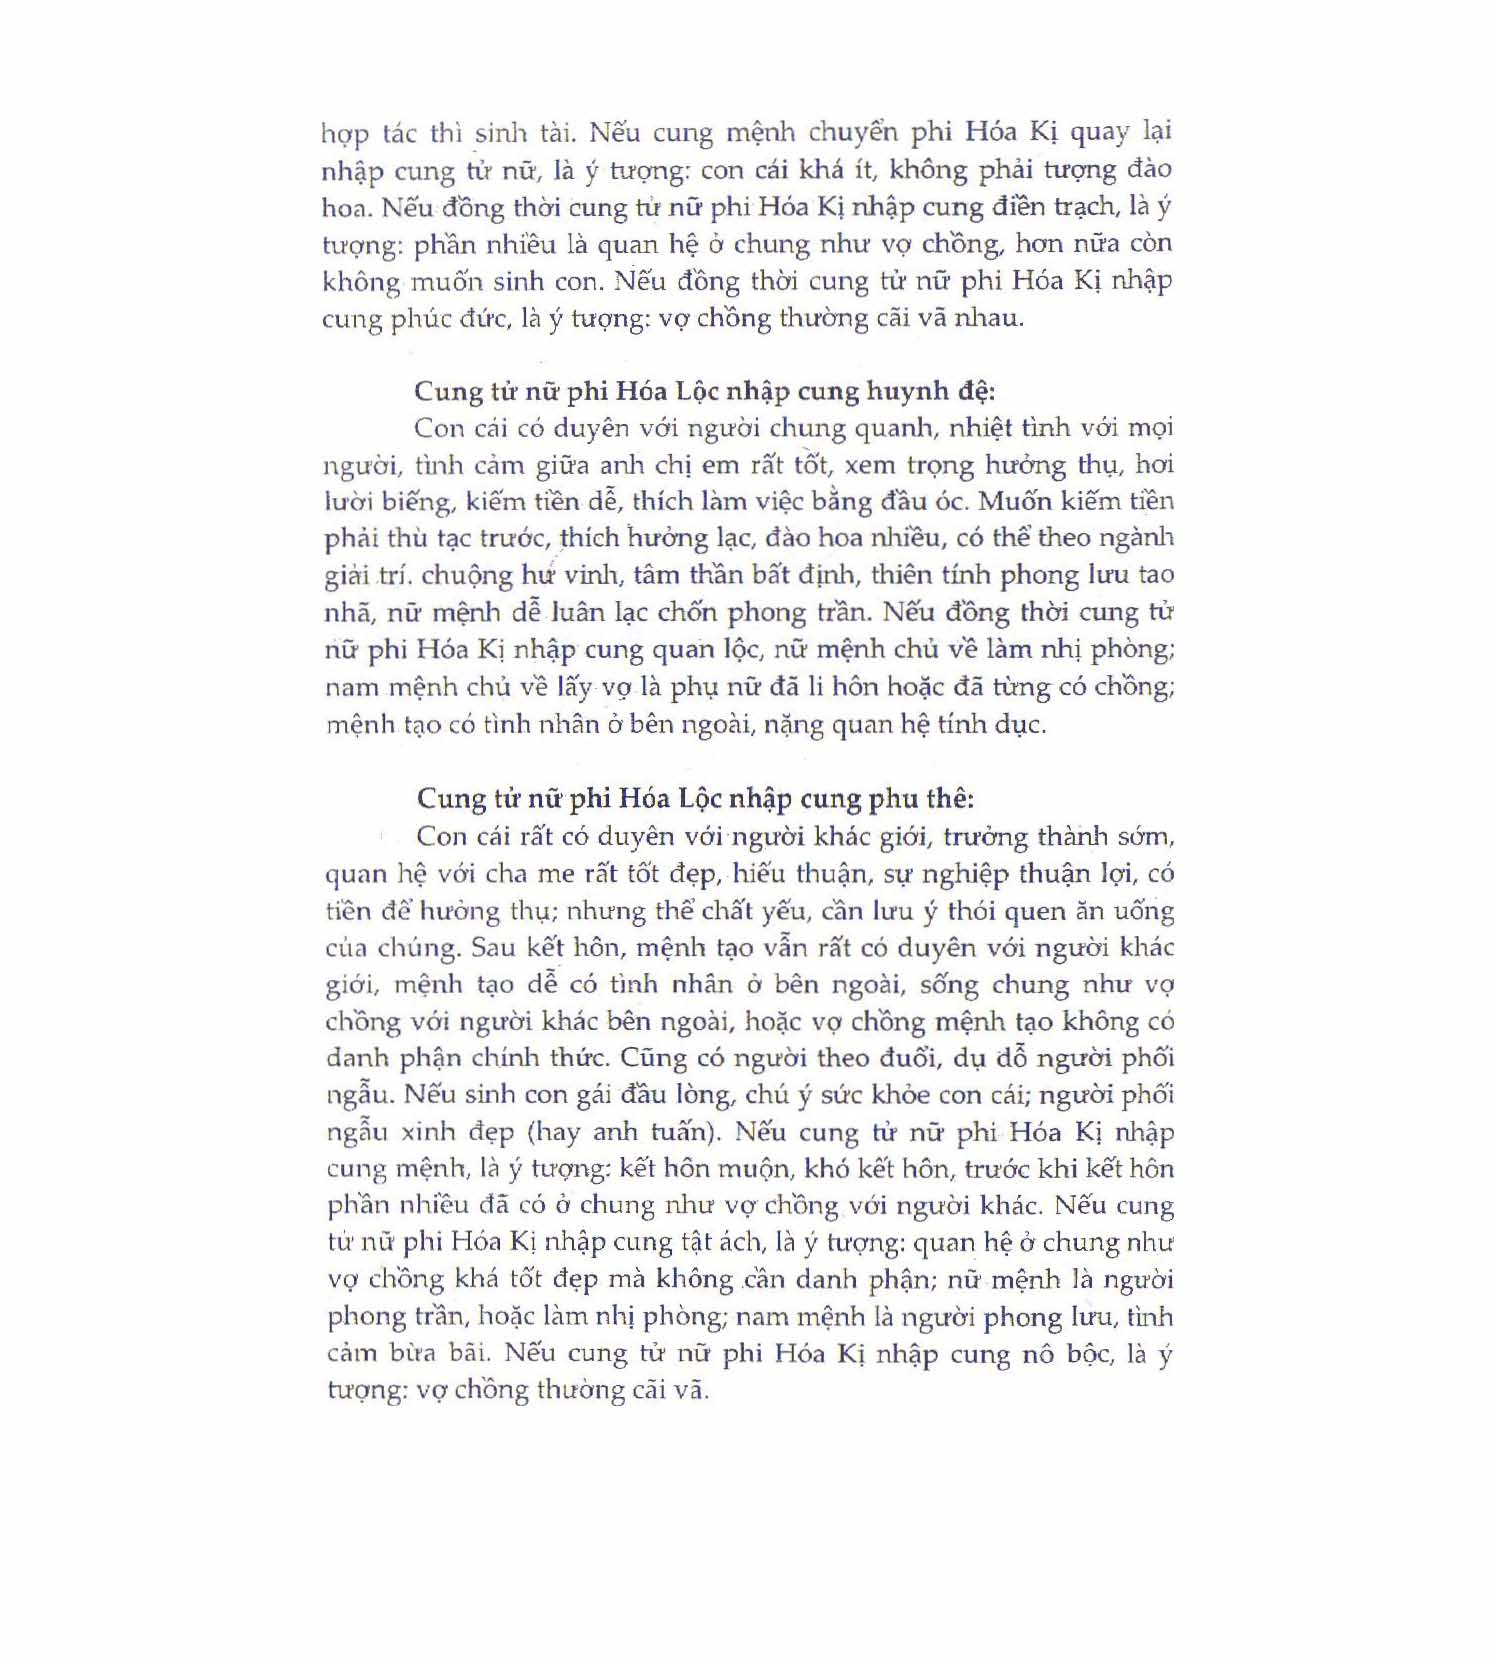 hợp tác thì sinh tài. Nếu cung mệnh chuyển phi Hóa Kị quay lại
nhập cung tử nữ, là ý tượng: con cái khá ít, không phải tượng đào
hoa. Nếu đồng thời cung tử nữ phi Hóa Kị nhập cung điền trạch, là ý
tượng: phần nhiều là quan hệ ở chung như vợ chồng, hơn nữa còn
không muốn sinh con. Nếu đồng thời cung tử nữ phi Hóa Kị nhập
cung phúc đức, là ý tượng: vợ chồng thường cãi vã nhau.
Cung tử nữ phi Hóa Lộc nhập cung huynh đệ:
Con cái có duyên với người chung quanh, nhiệt tình với mọi
người, tình cảm giữa anh chị em rất tốt, xem trọng hưởng thụ, hơi
lười biếng, kiếm tiền dễ, thích làm việc bằng đầu óc. Muốn kiếm tiền
phải thù tạc trước, thích hưởng lạc, đào hoa nhiều, có thể theo ngành
giải trí. chuộng hư vinh, tâm thần bất định, thiên tính phong lưu tao
nhã, nữ mệnh dễ luân lạc chốn phong trần. Nếu đồng thời cung tử
nữ phi Hóa Kị nhập cung quan lộc, nữ mệnh chủ về làm nhị phòng;
nam mệnh chủ về lấy vợ là phụ nữ đã li hôn hoặc đã từng có chồng;
mệnh tạo có tình nhân ở bên ngoài, nặng quan hệ tính dục.
Cung tử nữ phi Hóa Lộc nhập cung phu thê:
Con cái rất có duyên với người khác giới, trưởng thành sớm,
quan hệ với cha me rất tốt đẹp, hiếu thuận, sự nghiệp thuận lợi, có
tiền để hưởng thụ; nhưng thể chất yếu, cần lưu ý thói quen ăn uống
của chúng. Sau kết hôn, mệnh tạo vẫn rất có duyên với người khác
giới, mệnh tạo dễ có tình nhân ở bên ngoài, sống chung như vợ
chồng với người khác bên ngoài, hoặc vợ chồng mệnh tạo không có
danh phận chính thức. Cũng có người theo đuổi, dụ dỗ người phối
ngẫu. Nếu sinh con gái đầu lòng, chú ý sức khỏe con cái; người phối
ngẫu xinh đẹp (hay anh tuấn). Nếu cung tử nữ phi Hóa Kị nhập
cung mệnh, là ý tượng: kết hôn muộn, khó kết hôn, trước khi kết hôn
phần nhiều đã có ở chung như vợ chồng với người khác. Nếu cung
tử nữ phi Hóa Kị nhập cung tật ách, là ý tượng: quan hệ ở chung như
vợ chồng khá tốt đẹp mà không cần danh phận; nữ mệnh là người
phong trần, hoặc làm nhị phòng; nam mệnh là người phong lưu, tình
cảm bừa bãi. Nếu cung tử nữ phi Hóa Kị nhập cung nô bộc, là ý
tượng: vợ chồng thường cãi vã.